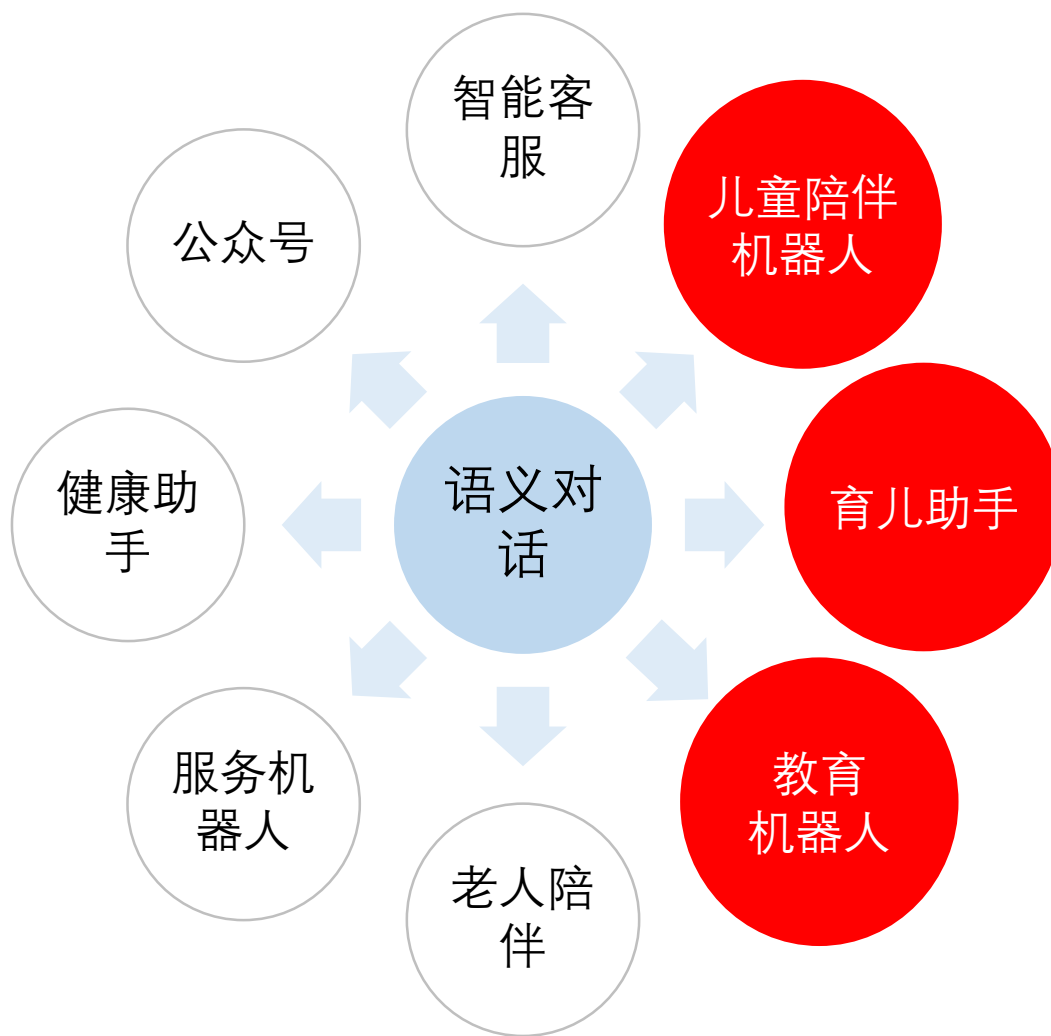 智能客
服
儿童陪伴
机器人
育儿助手
教育
机器人
老人陪
伴
服务机
器人
健康助
手
公众号
语义对
话